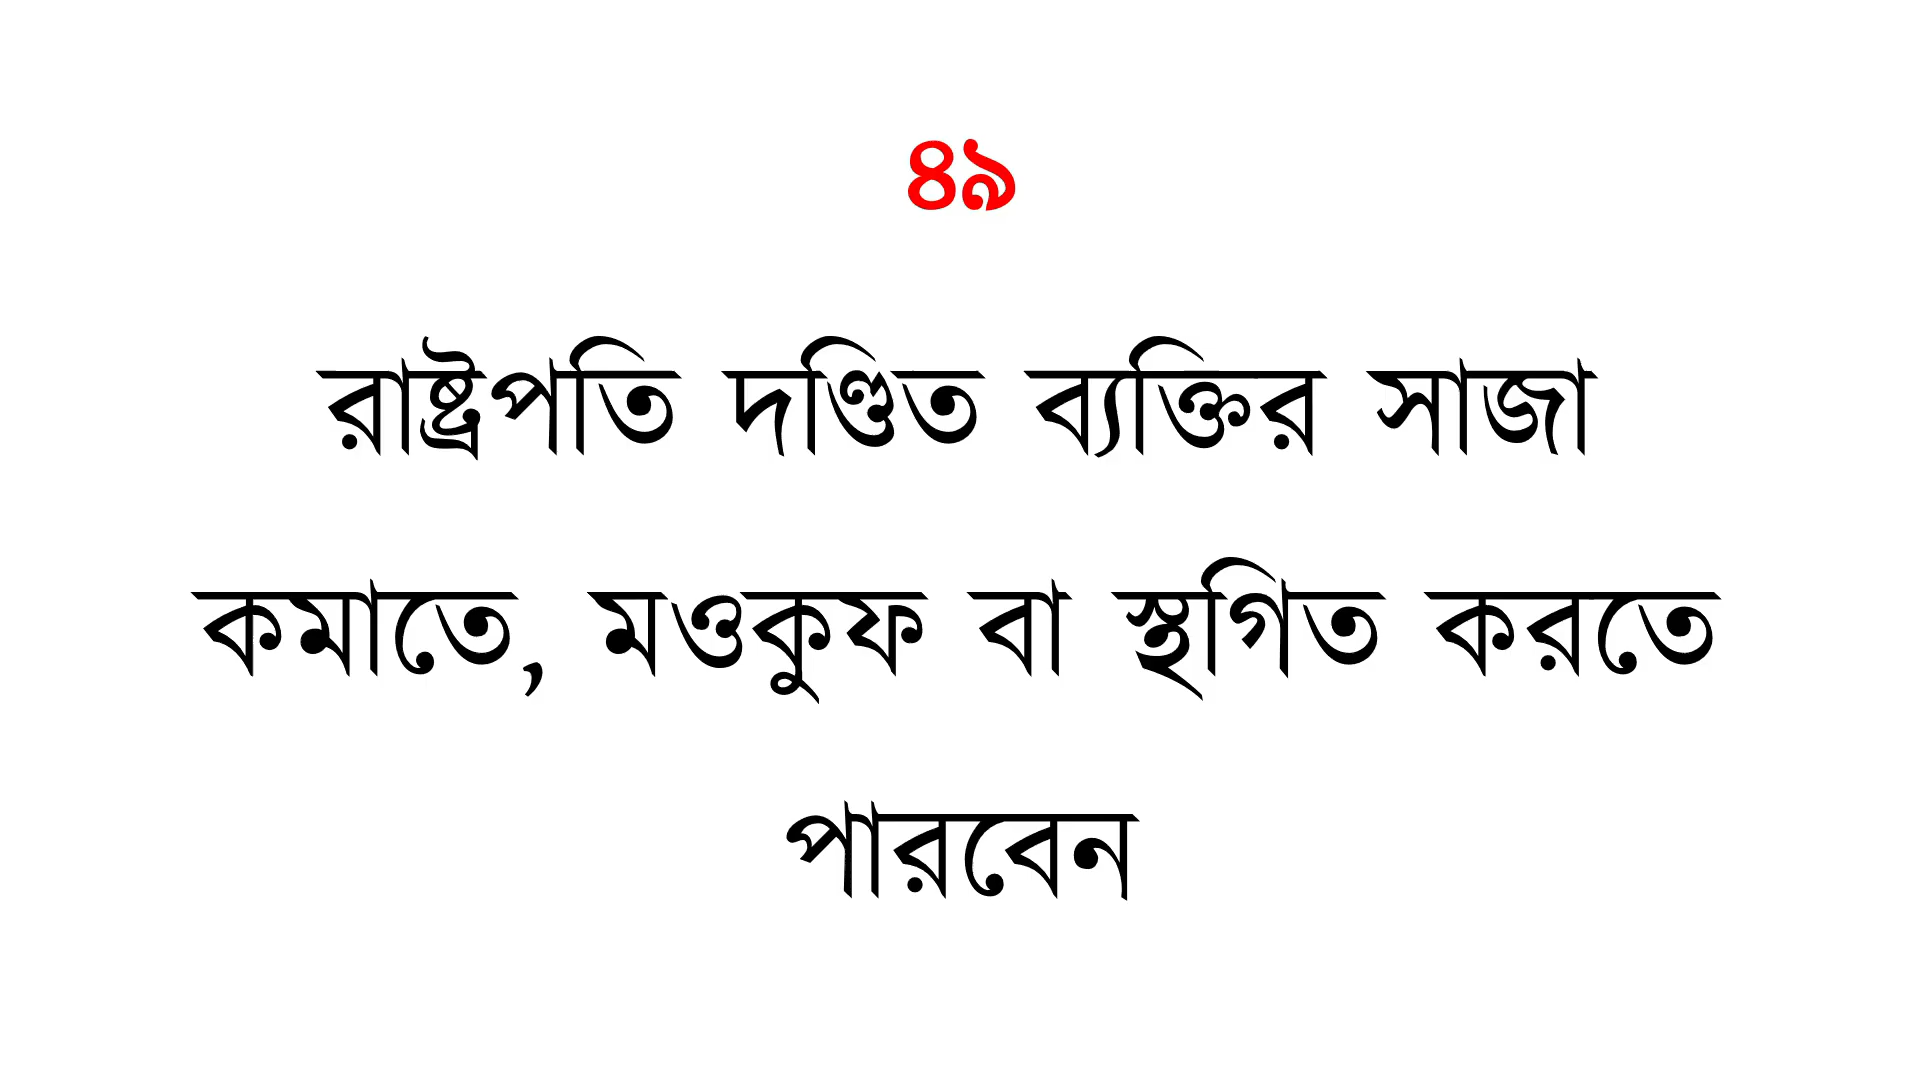 ৪৯
রাষ্ট্রপতি দণ্ডিত ব্যক্তির সাজা
কমাতে, মওকুফ বা স্থগিত করতে
পারবেন